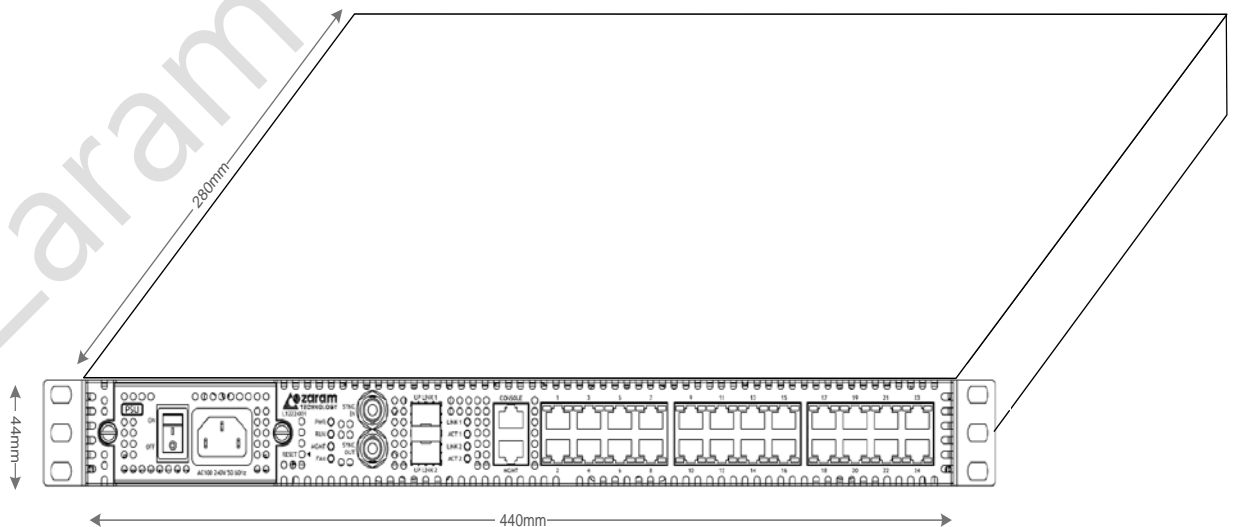 _aram
280mm
44mm
440mm
PSU
ON
OFF
AC100 240V 50 60Hz
zaram
TECHNOLOGY
PWR
RUN
MGMT
FAN
RESET
SYNC
IN
SYNC
OUT
UP LINK 1
UP LINK 2
LINK 1
ACT 1
LINK 2
ACT 2
CONSOLE
MGMT
1 3 5 7 9 11 13 15 17 19 21 23
2 4 6 8 10 12 14 16 18 20 22 24